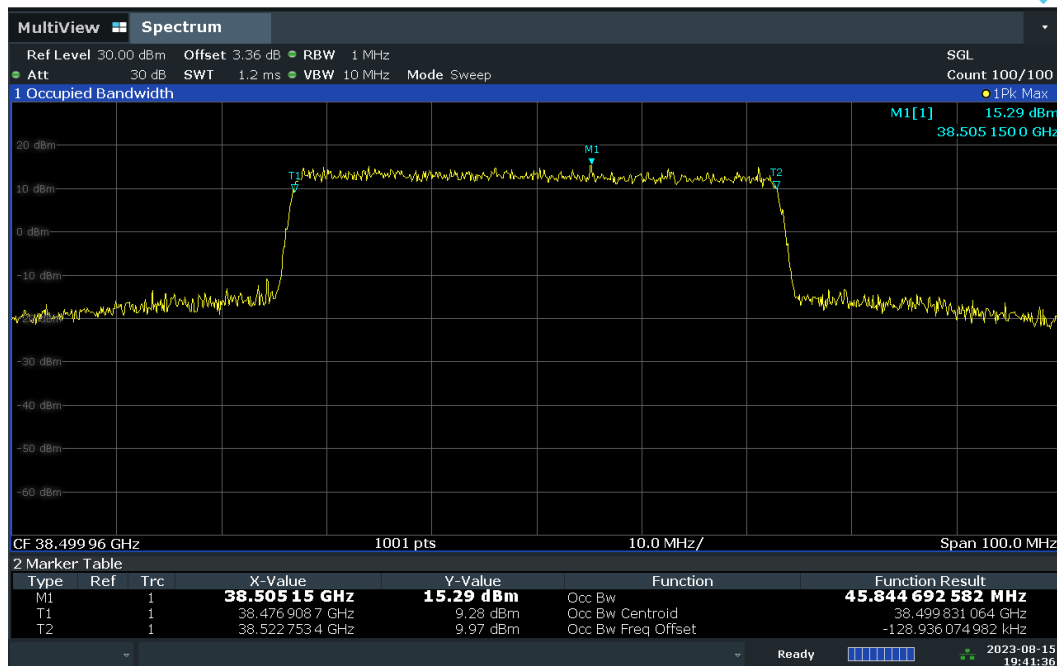 MultiView Spectrum
Ref Level 30.00 dBm Offset 3.36 dB RBW 1 MHz SGL
Att 30 dB SWT 1.2 ms VBW 10 MHz Mode Sweep Count 100/100
1 Occupied Bandwidth 1Pk Max
M1[1] 15.29 dBm
38.505 150 0 GHz
20 dBm
M1
T1
T2
10 dBm
0 dBm
-10 dBm
-30 dBm
-40 dBm
-50 dBm
-60 dBm
CF 38.499 96 GHz 1001 pts 10.0 MHz/ Span 100.0 MHz
2 Marker Table
Type Ref Trc X-Value Y-Value Function Function Result
M1 1 38.505 15 GHz 15.29 dBm Occ Bw 45.844 692 582 MHz
T1 1 38.476 908 7 GHz 9.28 dBm Occ Bw Centroid 38.499 831 064 GHz
T2 1 38.522 753 4 GHz 9.97 dBm Occ Bw Freq Offset -128.936 074 982 kHz
Ready 2023-08-15
19:41:36